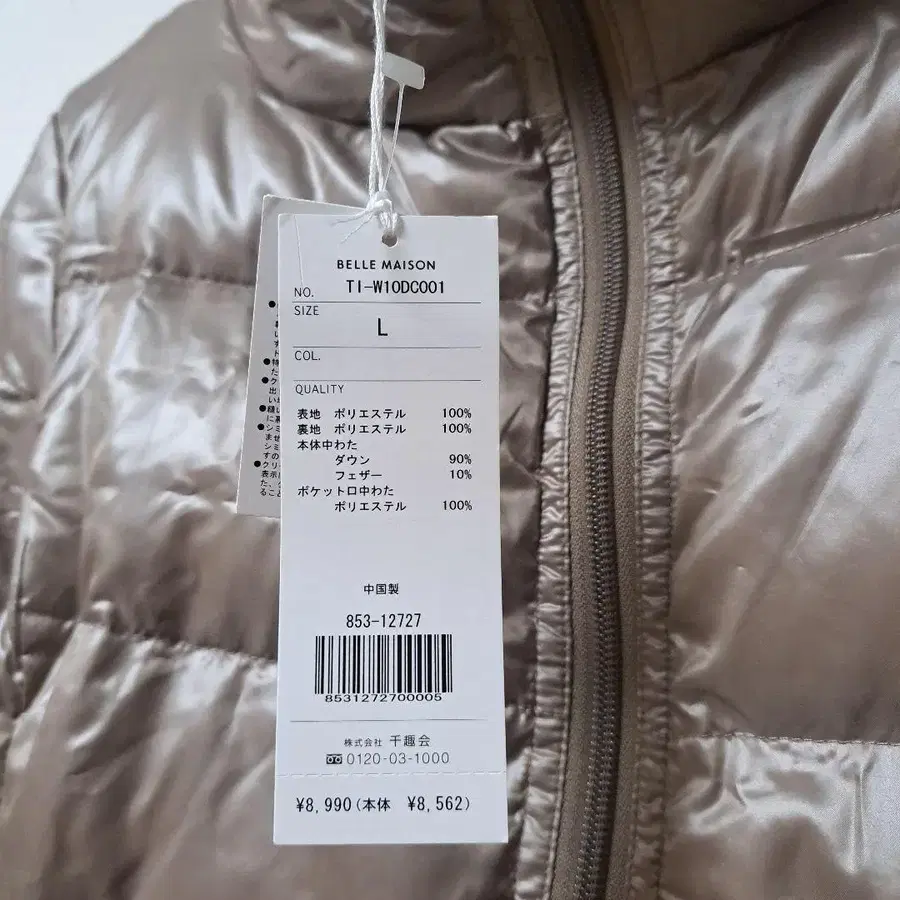 BELLE MAISON
NO. TI-W10DC001
SIZE
L
COL.
QUALITY
表地 ポリエステル 100%
裏地 ポリエステル 100%
本体中わた
ダウン 90%
フェザー 10%
ポケット口中わた
ポリエステル 100%
中国製
853-12727
8531272700005
株式会社 千趣会
0120-03-1000
¥8,990(本体 ¥8,562)